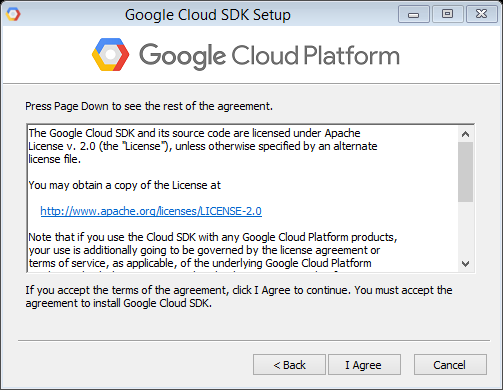 Google Cloud SDK Setup
Google Cloud Platform
Press Page Down to see the rest of the agreement.
The Google Cloud SDK and its source code are licensed under Apache
License v. 2.0 (the "License"), unless otherwise specified by an alternate
license file.
You may obtain a copy of the License at
http://www.apache.org/licenses/LICENSE-2.0
Note that if you use the Cloud SDK with any Google Cloud Platform products,
your use is additionally going to be governed by the license agreement or
terms of service, as applicable, of the underlying Google Cloud Platform
If you accept the terms of the agreement, click I Agree to continue. You must accept the
agreement to install Google Cloud SDK.
< Back
I Agree
Cancel